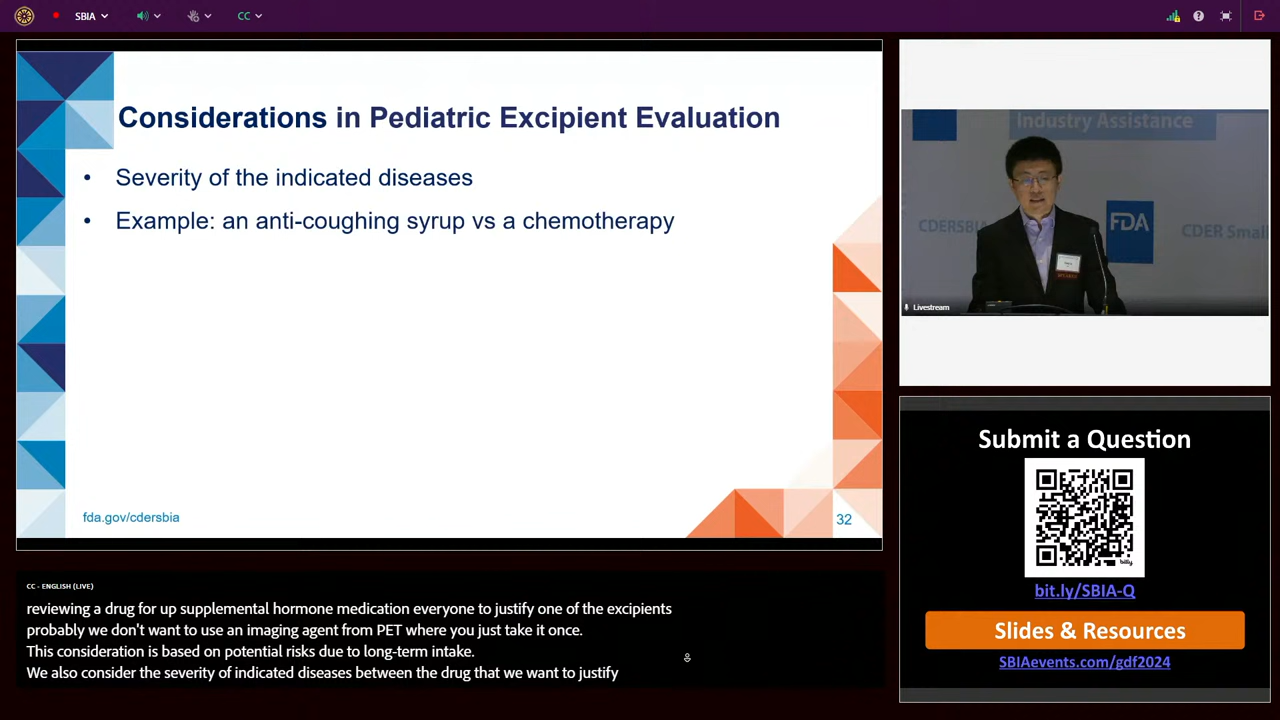 SBIA
CC
Considerations in Pediatric Excipient Evaluation
• Severity of the indicated diseases
• Example: an anti-coughing syrup vs a chemotherapy
fda.gov/cdersbia
32
Industry Assistance
CDERSBIA
FDA
CDER Small
Livestream
Submit a Question
bitly
bit.ly/SBIA-Q
Slides & Resources
SBIAevents.com/gdf2024
CC - ENGLISH (LIVE)
reviewing a drug for up supplemental hormone medication everyone to justify one of the excipients
probably we don't want to use an imaging agent from PET where you just take it once.
This consideration is based on potential risks due to long-term intake.
We also consider the severity of indicated diseases between the drug that we want to justify